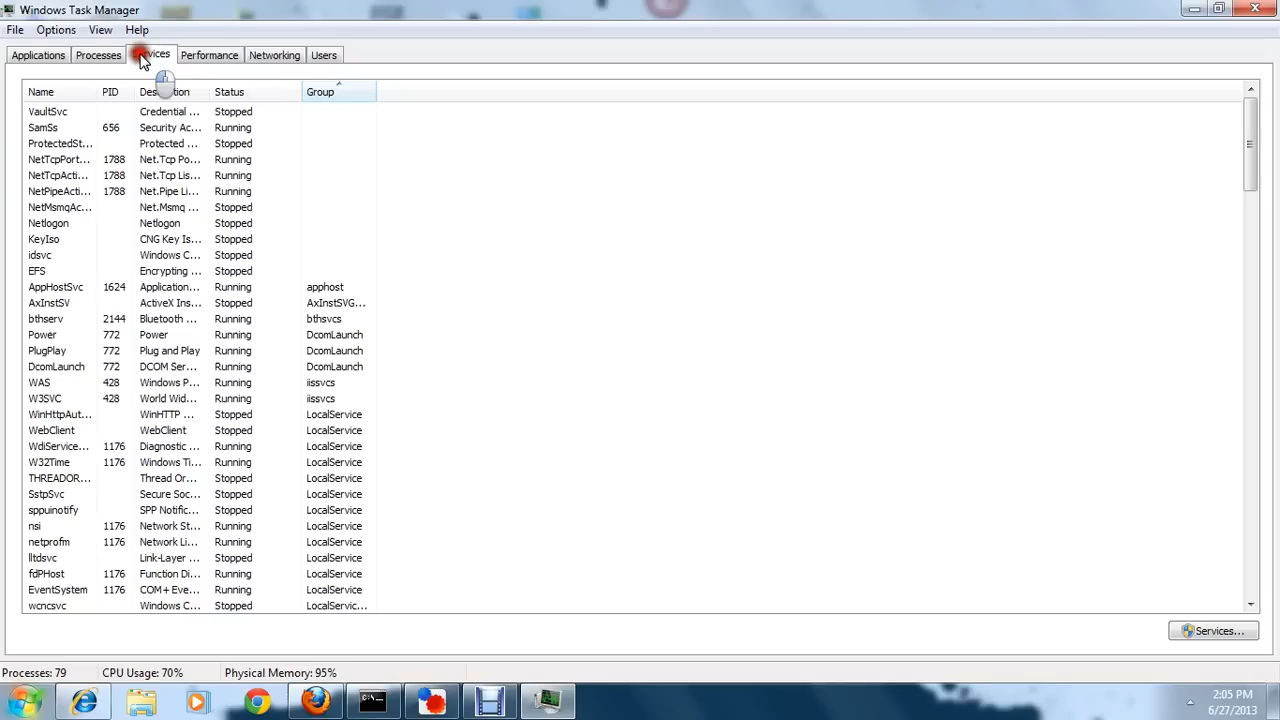 Windows Task Manager
File Options View Help
Applications Processes Services Performance Networking Users
Name PID Description Status Group
VaultSvc Credential ... Stopped
SamSs 656 Security Ac... Running
ProtectedSt... Protected ... Stopped
NetTcpPort... 1788 Net.Tcp Po... Running
NetTcpActi... 1788 Net.Tcp Lis... Running
NetPipeActi... 1788 Net.Pipe Li... Running
NetMsmqAc... Net.Msmq ... Stopped
Netlogon Netlogon Stopped
KeyIso CNG Key Is... Stopped
idsvc Windows C... Stopped
EFS Encrypting ... Stopped
AppHostSvc 1624 Application... Running apphost
AxInstSV ActiveX Ins... Stopped AxInstSVG...
bthserv 2144 Bluetooth ... Running bthsvcs
Power 772 Power Running DcomLaunch
PlugPlay 772 Plug and Play Running DcomLaunch
DcomLaunch 772 DCOM Ser... Running DcomLaunch
WAS 428 Windows P... Running iissvcs
W3SVC 428 World Wid... Running iissvcs
WinHttpAut... WinHTTP ... Stopped LocalService
WebClient WebClient Stopped LocalService
WdiService... 1176 Diagnostic ... Running LocalService
W32Time 1176 Windows Ti... Running LocalService
THREADOR... Thread Or... Stopped LocalService
SstpSvc Secure Soc... Stopped LocalService
sppuinotify SPP Notific... Stopped LocalService
nsi 1176 Network St... Running LocalService
netprofm 1176 Network Li... Running LocalService
lltdsvc Link-Layer ... Stopped LocalService
fdPHost 1176 Function Di... Running LocalService
EventSystem 1176 COM+ Eve... Running LocalService
wcncsvc Windows C... Stopped LocalServic...
Services...
Processes: 79 CPU Usage: 70% Physical Memory: 95%
2:05 PM
6/27/2013